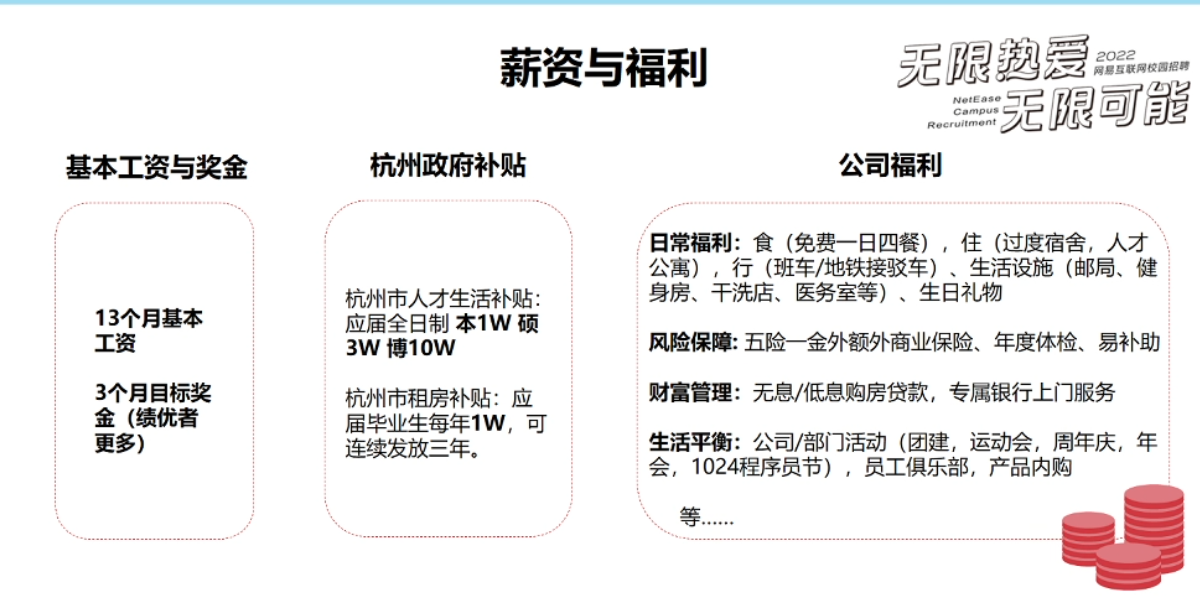 薪资与福利
无限热爱
2022
网易互联网校园招聘
NetEase
Campus
Recruitment
无限可能
基本工资与奖金
13个月基本
工资
3个月目标奖
金（绩优者
更多）
杭州政府补贴
杭州市人才生活补贴：
应届全日制 本1W 硕
3W 博10W
杭州市租房补贴：应
届毕业生每年1W，可
连续发放三年。
公司福利
日常福利：食（免费一日四餐），住（过度宿舍，人才
公寓），行（班车/地铁接驳车）、生活设施（邮局、健
身房、干洗店、医务室等）、生日礼物
风险保障: 五险一金外额外商业保险、年度体检、易补助
财富管理：无息/低息购房贷款，专属银行上门服务
生活平衡：公司/部门活动（团建，运动会，周年庆，年
会，1024程序员节），员工俱乐部，产品内购
等......